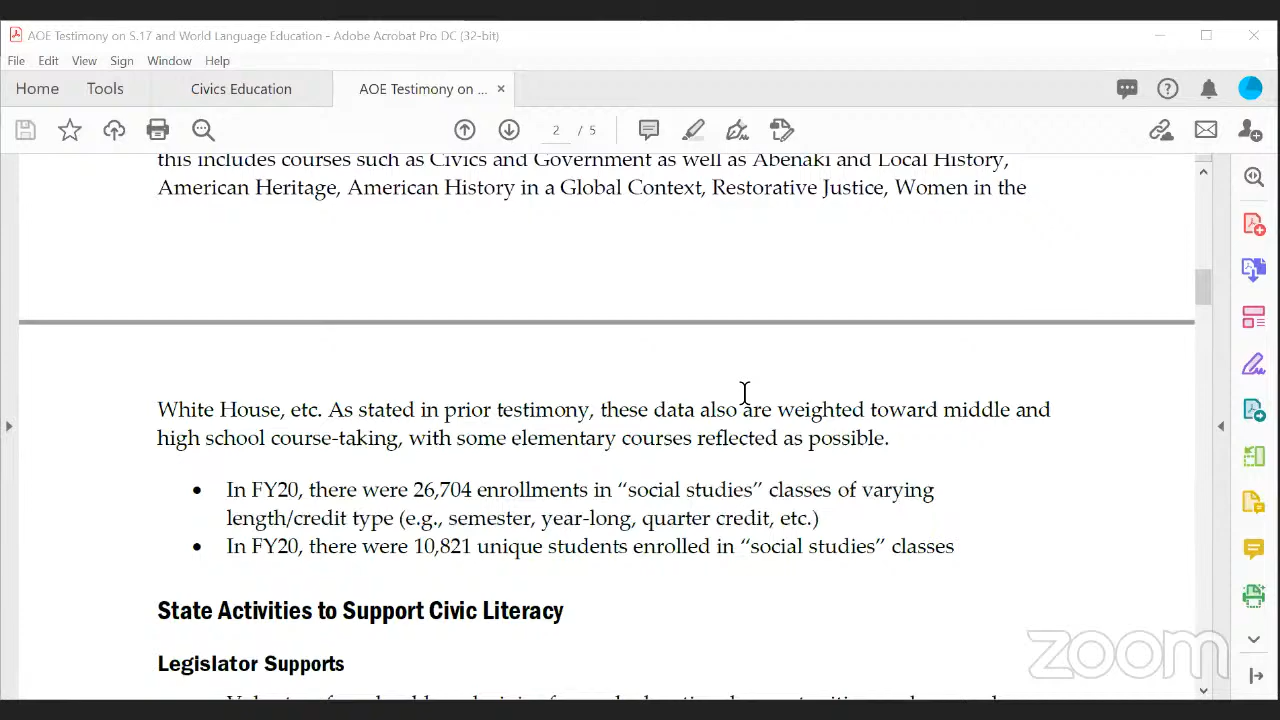 AOE Testimony on S.17 and World Language Education - Adobe Acrobat Pro DC (32-bit)
File Edit View Sign Window Help
Home Tools Civics Education AOE Testimony on ... ×
2 / 5
this includes courses such as Civics and Government as well as Abenaki and Local History,
American Heritage, American History in a Global Context, Restorative Justice, Women in the
White House, etc. As stated in prior testimony, these data also are weighted toward middle and
high school course-taking, with some elementary courses reflected as possible.
• In FY20, there were 26,704 enrollments in “social studies” classes of varying
length/credit type (e.g., semester, year-long, quarter credit, etc.)
• In FY20, there were 10,821 unique students enrolled in “social studies” classes
State Activities to Support Civic Literacy
Legislator Supports
zoom